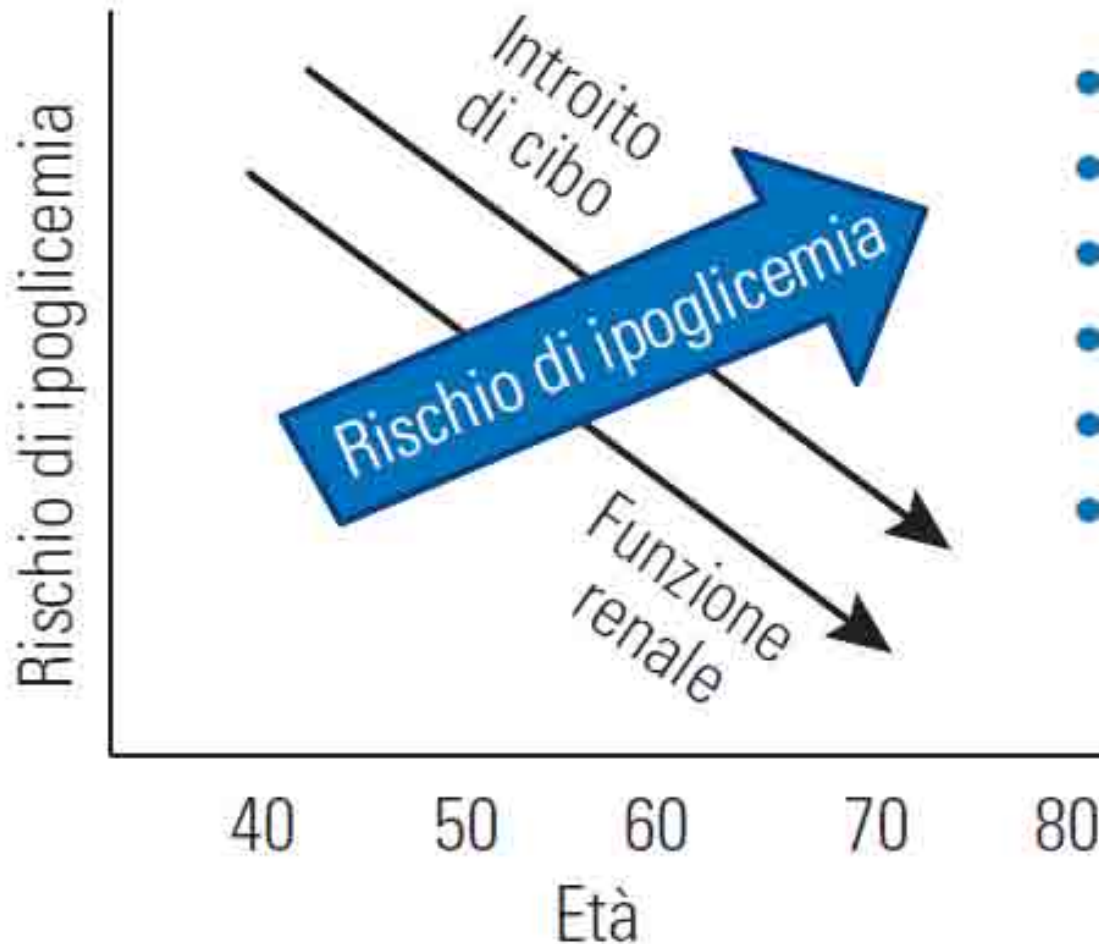 Rischio di ipoglicemia
Introito
di cibo
Rischio di ipoglicemia
Funzione
renale
40 50 60 70 80
Età